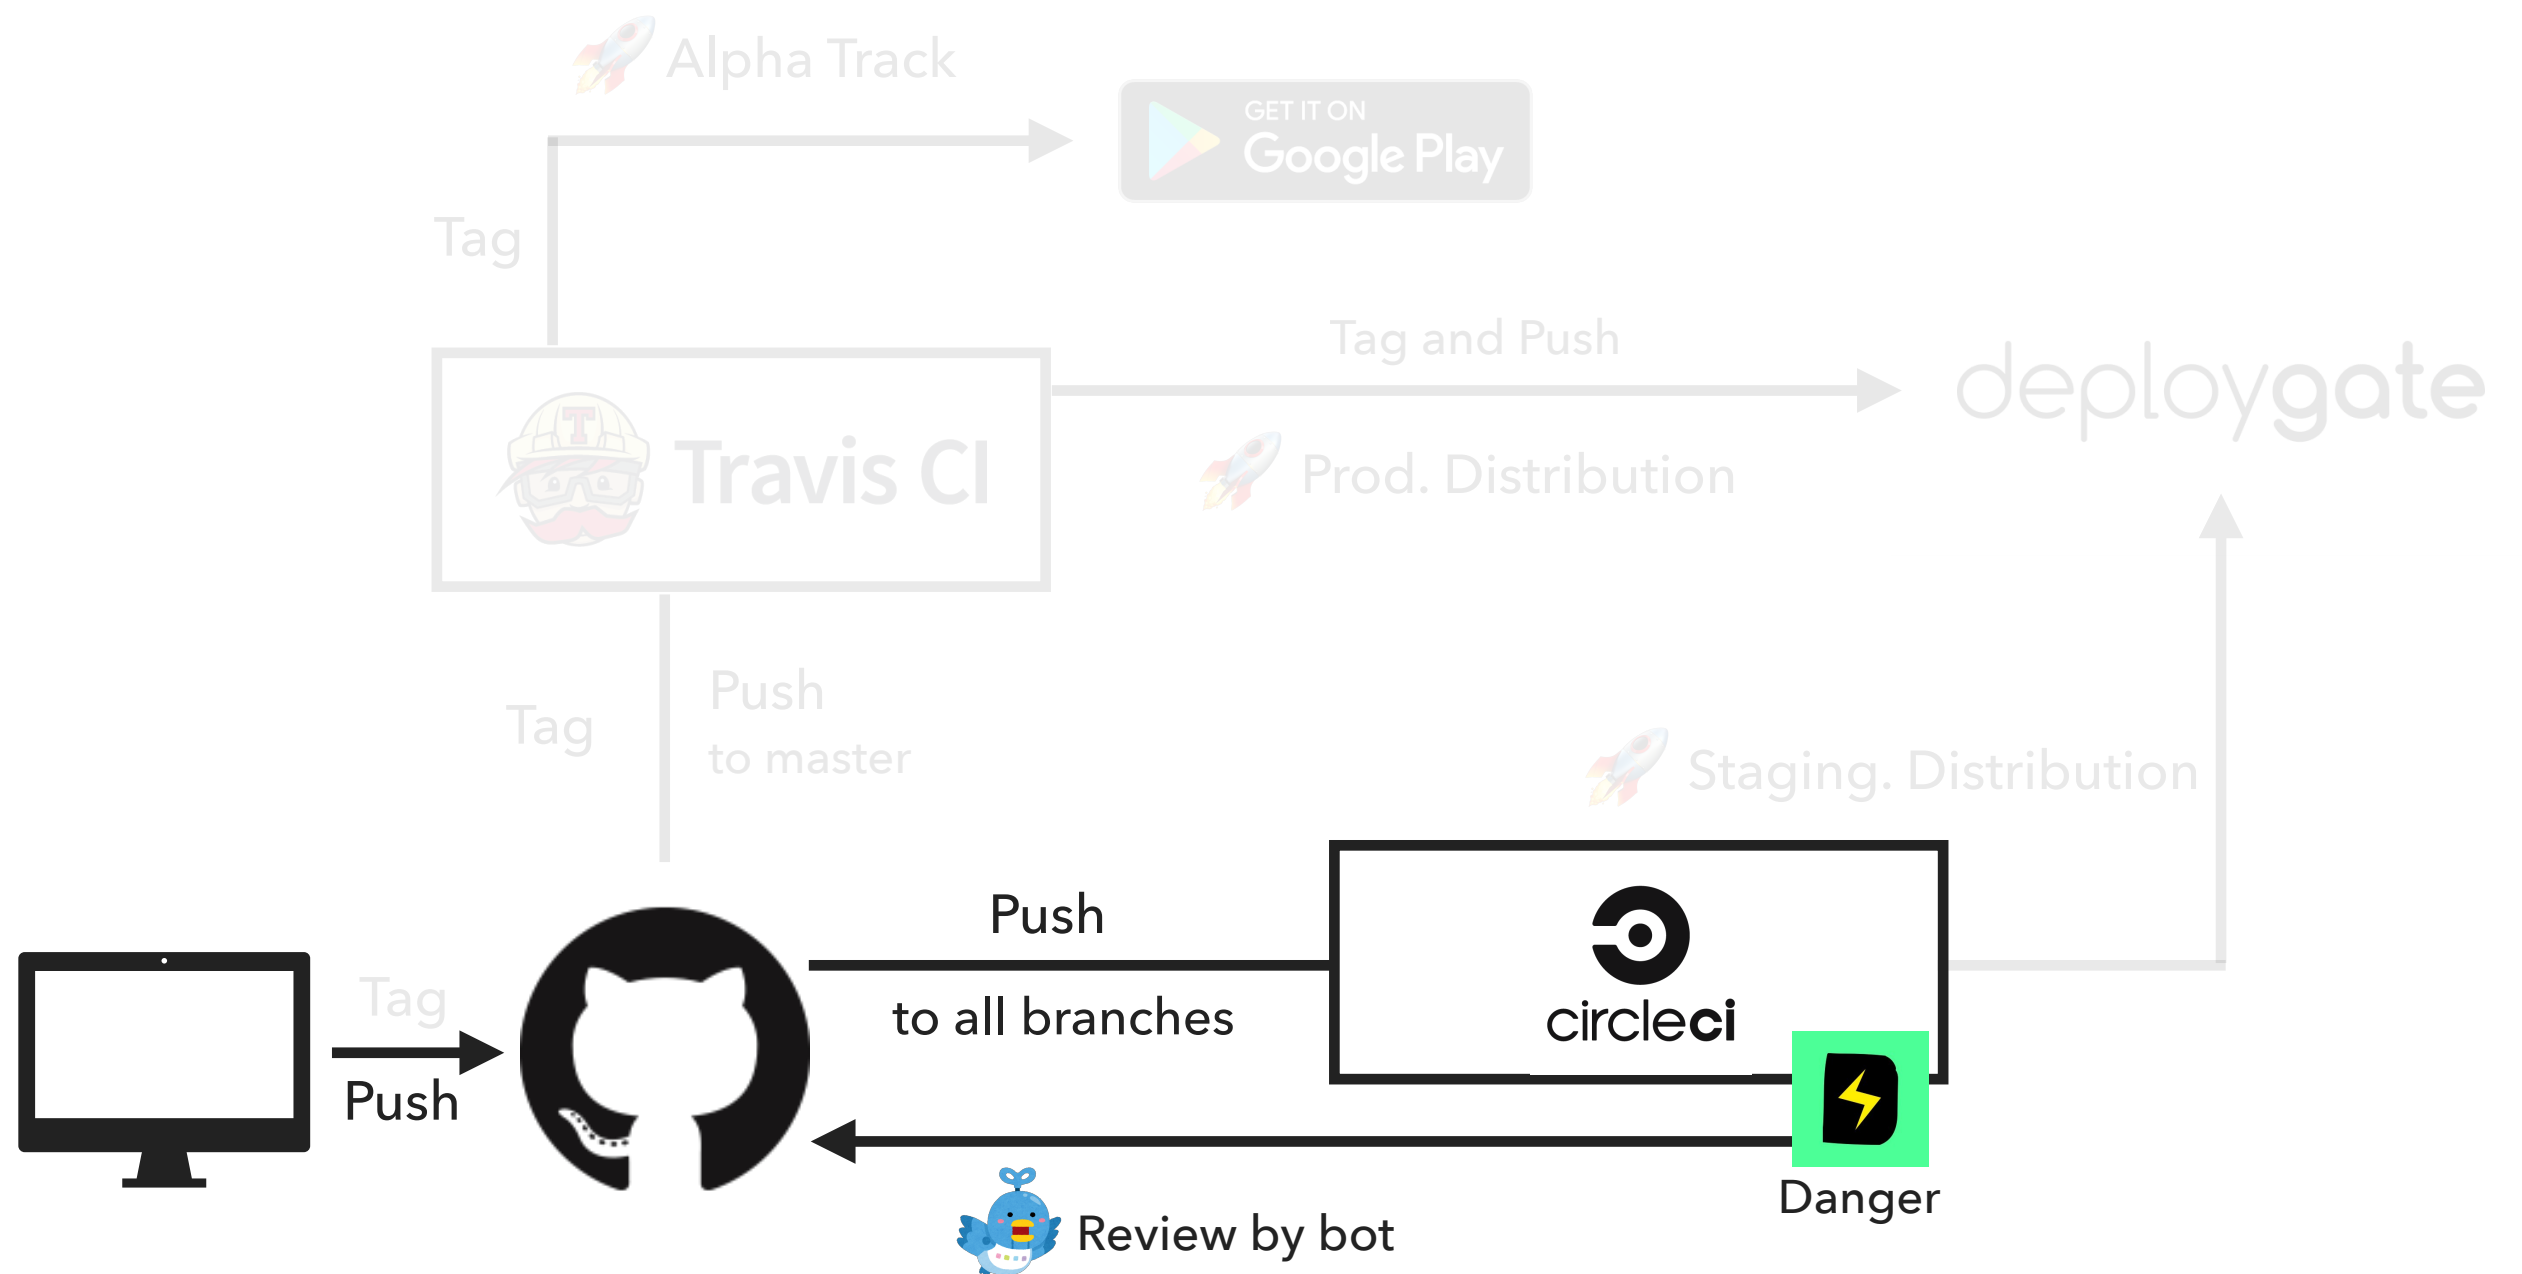 Alpha Track
GET IT ON
Google Play
Tag
Tag and Push
deploygate
T
Travis CI
Prod. Distribution
Push
to master
Tag
Staging. Distribution
Push
to all branches
circleci
Tag
Push
Danger
Review by bot